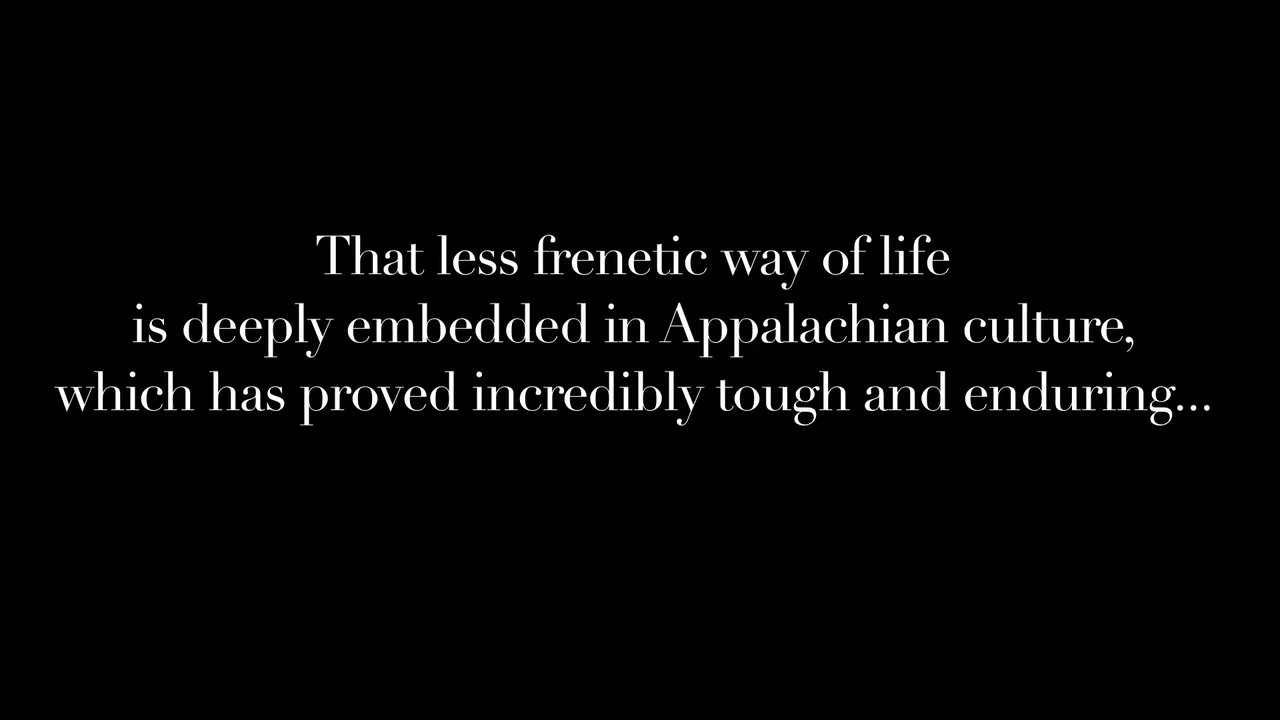 That less frenetic way of life
is deeply embedded in Appalachian culture,
which has proved incredibly tough and enduring...